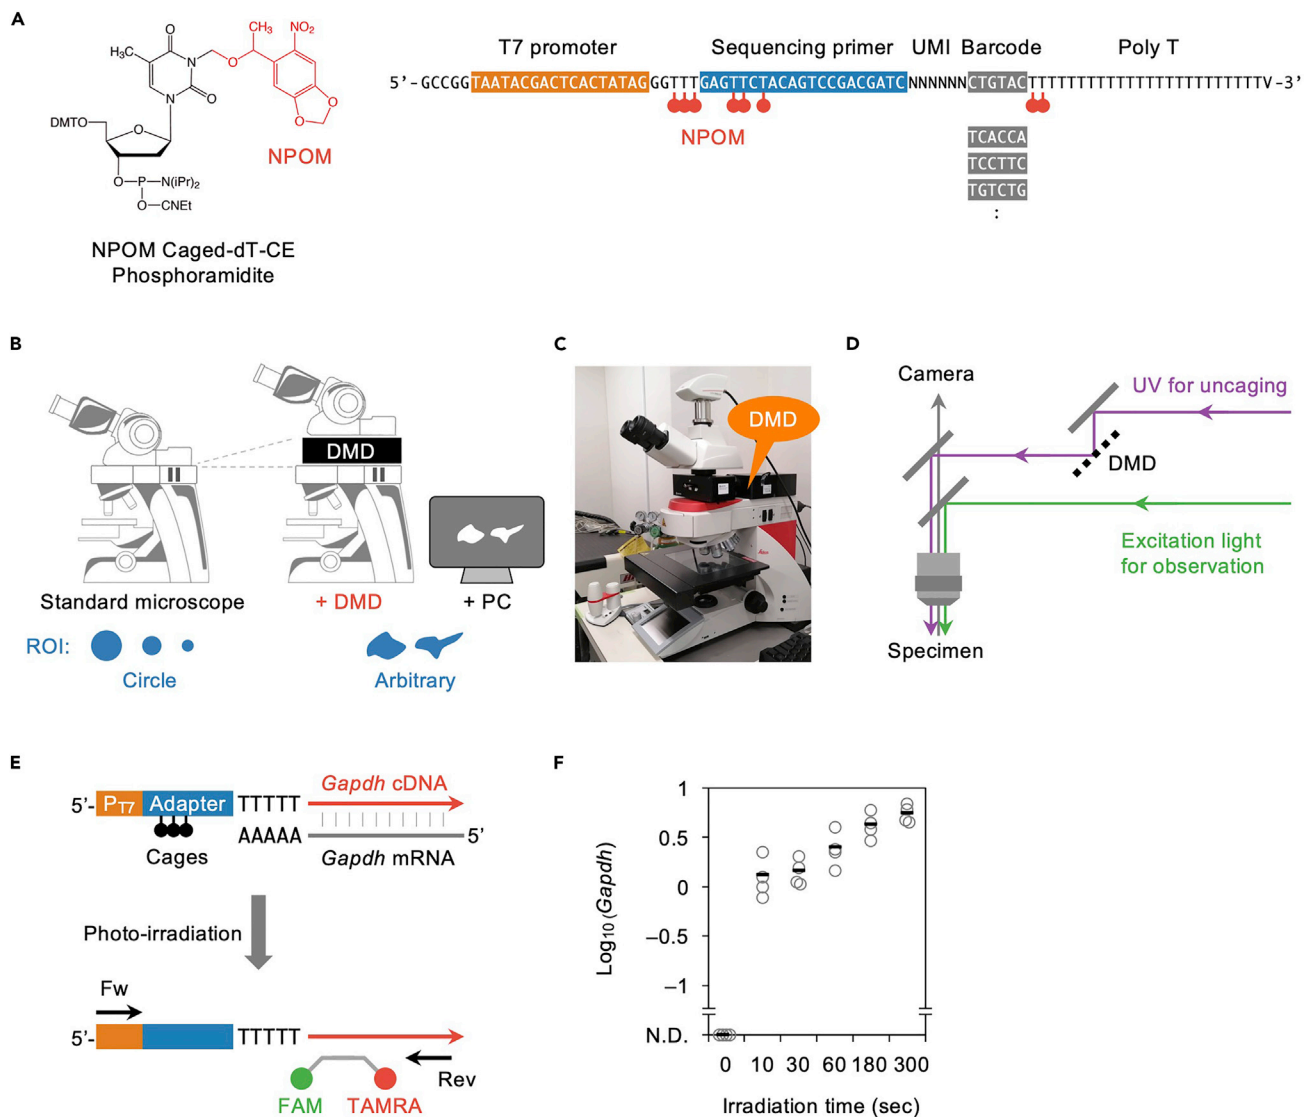 A
CH₃
NO₂
O
H₃C
N
O
O
N
O
DMTO
O
O
O
NPOM
O—P—N(iPr)₂
O—CNEt
NPOM Caged-dT-CE
Phosphoramidite
T7 promoter
Sequencing primer
UMI
Barcode
Poly T
5'-GCCGGTAATACGACTCACTATAGGGTTTGAGTTCTACAGTCCGACGATCNNNNNNCTGTACTTTTTTTTTTTTTTTTTTTTTTTTV-3'
NPOM
TCACCA
TCCTTC
TGTCTG
:
B
DMD
Standard microscope
+ DMD
+ PC
ROI:
Circle
Arbitrary
C
DMD
D
Camera
UV for uncaging
DMD
Excitation light
for observation
Specimen
E
Gapdh cDNA
5'-
PT7
Adapter
TTTTT
AAAAA
5'
Cages
Gapdh mRNA
Photo-irradiation
Fw
5'-
TTTTT
Rev
FAM
TAMRA
F
1
0.5
0
−0.5
−1
N.D.
Log₁₀ (Gapdh)
0 10 30 60 180 300
Irradiation time (sec)